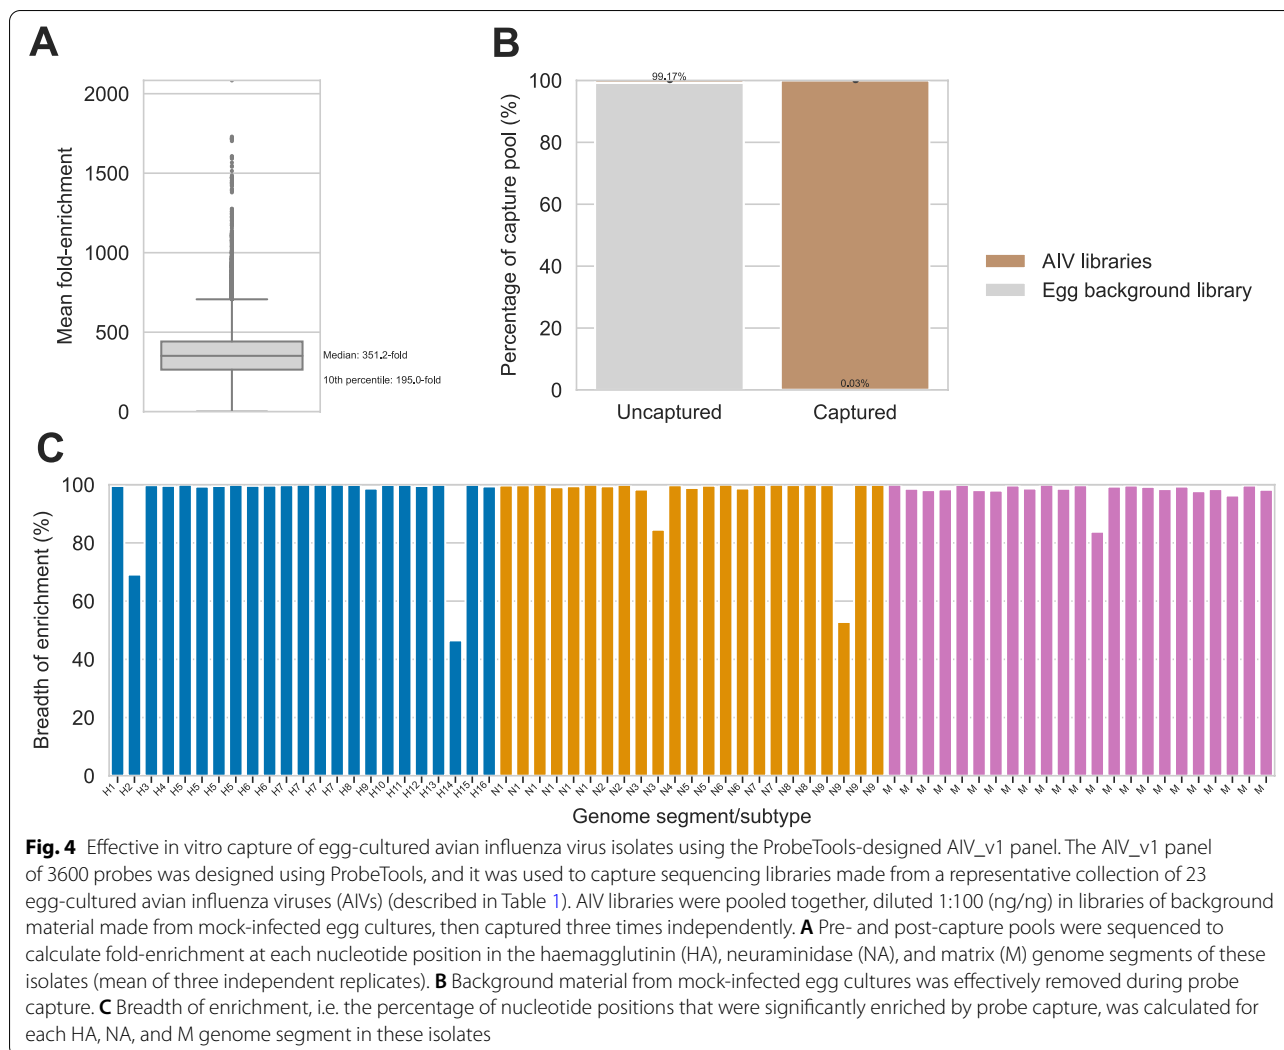 A
B
2000
1500
1000
500
0
Mean fold-enrichment
Median: 351.2-fold
10th percentile: 195.0-fold
100
80
60
40
20
0
Percentage of capture pool (%)
99.17%
0.03%
Uncaptured
Captured
AIV libraries
Egg background library
C
100
80
60
40
20
0
Breadth of enrichment (%)
H1 H2 H3 H4 H5 H5 H5 H5 H6 H6 H7 H7 H7 H7 H8 H9 H10 H11 H12 H13 H14 H15 H16 N1 N1 N1 N1 N1 N1 N2 N2 N3 N3 N4 N5 N5 N6 N6 N7 N7 N8 N8 N9 N9 N9 N9 M M M M M M M M M M M M M M M M M M M M M M M
Genome segment/subtype
Fig. 4 Effective in vitro capture of egg-cultured avian influenza virus isolates using the ProbeTools-designed AIV_v1 panel. The AIV_v1 panel
of 3600 probes was designed using ProbeTools, and it was used to capture sequencing libraries made from a representative collection of 23
egg-cultured avian influenza viruses (AIVs) (described in Table 1). AIV libraries were pooled together, diluted 1:100 (ng/ng) in libraries of background
material made from mock-infected egg cultures, then captured three times independently. A Pre- and post-capture pools were sequenced to
calculate fold-enrichment at each nucleotide position in the haemagglutinin (HA), neuraminidase (NA), and matrix (M) genome segments of these
isolates (mean of three independent replicates). B Background material from mock-infected egg cultures was effectively removed during probe
capture. C Breadth of enrichment, i.e. the percentage of nucleotide positions that were significantly enriched by probe capture, was calculated for
each HA, NA, and M genome segment in these isolates